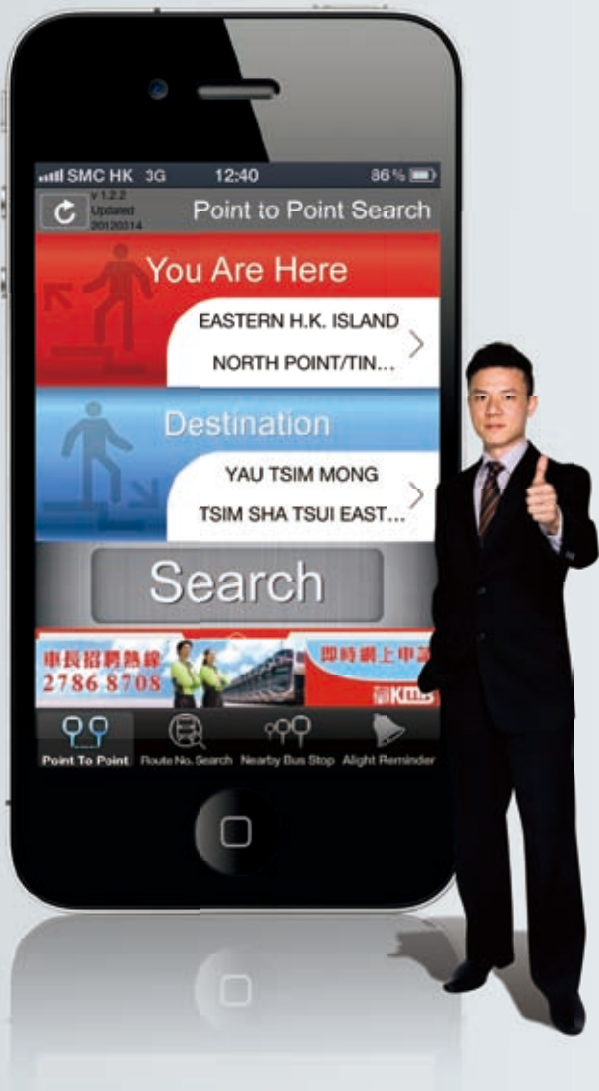 SMC HK 3G 12:40 86%
v 1.2.2
Updated
20120314
Point to Point Search
You Are Here
EASTERN H.K. ISLAND
NORTH POINT/TIN...
Destination
YAU TSIM MONG
TSIM SHA TSUI EAST...
Search
車長招聘熱線
2786 8708
即時網上申請
KMB
Point To Point Route No. Search Nearby Bus Stop Alight Reminder